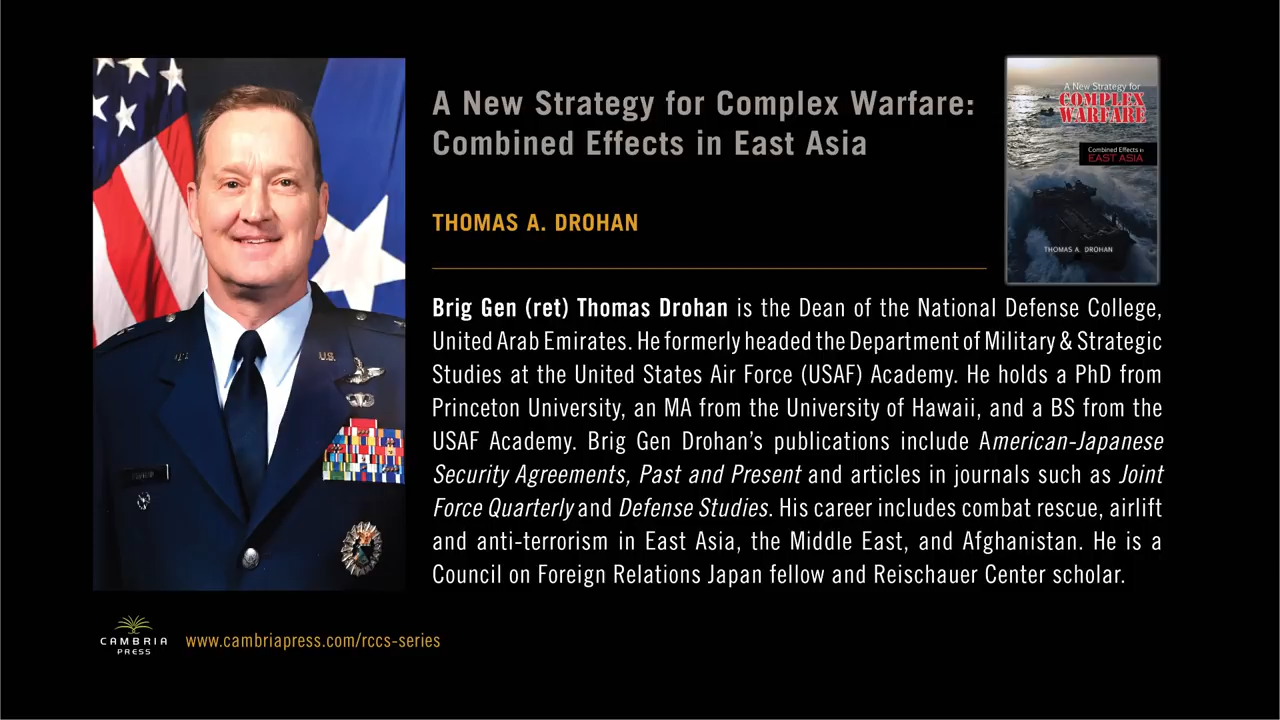 A New Strategy for Complex Warfare:
Combined Effects in East Asia
THOMAS A. DROHAN
Brig Gen (ret) Thomas Drohan is the Dean of the National Defense College,
United Arab Emirates. He formerly headed the Department of Military & Strategic
Studies at the United States Air Force (USAF) Academy. He holds a PhD from
Princeton University, an MA from the University of Hawaii, and a BS from the
USAF Academy. Brig Gen Drohan’s publications include American-Japanese
Security Agreements, Past and Present and articles in journals such as Joint
Force Quarterly and Defense Studies. His career includes combat rescue, airlift
and anti-terrorism in East Asia, the Middle East, and Afghanistan. He is a
Council on Foreign Relations Japan fellow and Reischauer Center scholar.
A New Strategy for
COMPLEX
WARFARE
Combined Effects in
EAST ASIA
THOMAS A. DROHAN
U.S.
CAMBRIA
PRESS
www.cambriapress.com/rccs-series